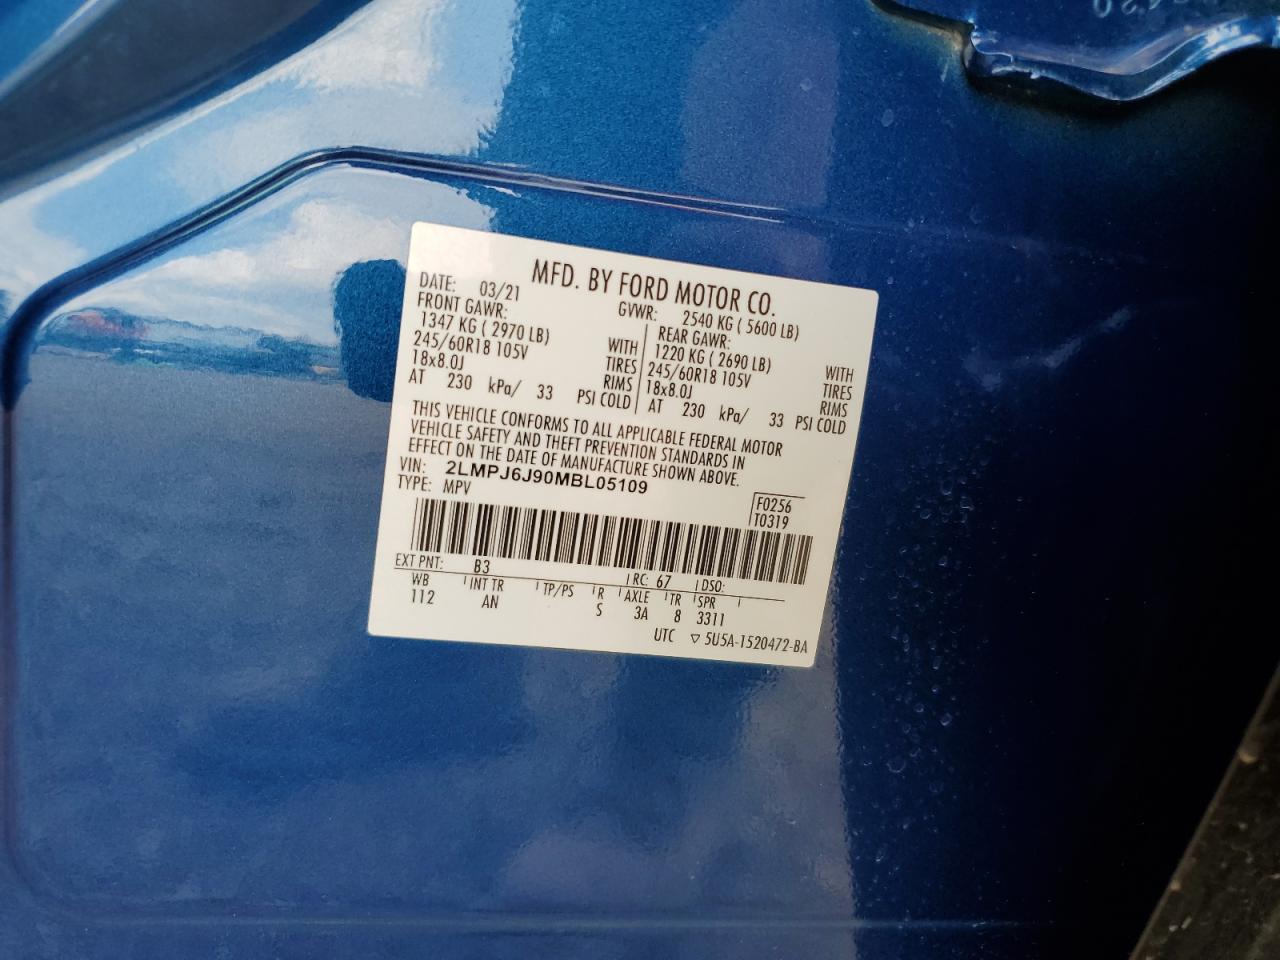 MFD. BY FORD MOTOR CO.
DATE: 03/21 GVWR: 2540 KG ( 5600 LB)
FRONT GAWR: REAR GAWR:
1347 KG ( 2970 LB) WITH 1220 KG ( 2690 LB) WITH
245/60R18 105V TIRES 245/60R18 105V TIRES
18x8.0J RIMS 18x8.0J RIMS
AT 230 kPa/ 33 PSI COLD AT 230 kPa/ 33 PSI COLD
THIS VEHICLE CONFORMS TO ALL APPLICABLE FEDERAL MOTOR
VEHICLE SAFETY AND THEFT PREVENTION STANDARDS IN
EFFECT ON THE DATE OF MANUFACTURE SHOWN ABOVE.
VIN: 2LMPJ6J90MBL05109
TYPE: MPV
F0256
T0319
EXT PNT: B3 RC: 67 DSO:
WB INT TR TP/PS R AXLE TR SPR
112 AN S 3A 8 3311
UTC ▽ 5U5A-1520472-BA